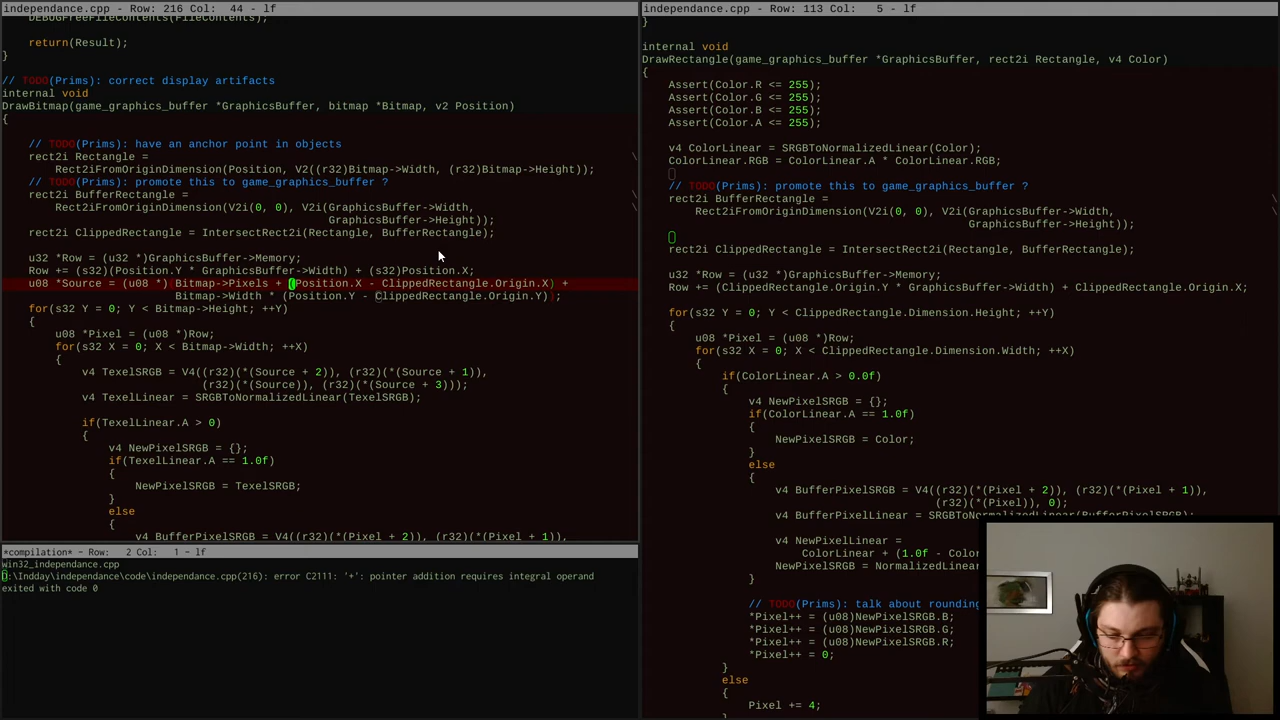 independance.cpp - Row: 216 Col:  44 - lf
DEBUGFreeFileContents(Contents);
return(Result);
}
// TODO(Prims): correct display artifacts
internal void
DrawBitmap(game_graphics_buffer *GraphicsBuffer, bitmap *Bitmap, v2 Position)
{
// TODO(Prims): have an anchor point in objects
rect2i Rectangle =
Rect2iFromOriginDimension(Position, V2((r32)Bitmap->Width, (r32)Bitmap->Height));
// TODO(Prims): promote this to game_graphics_buffer ?
rect2i BufferRectangle =
Rect2iFromOriginDimension(V2i(0, 0), V2i(GraphicsBuffer->Width,
GraphicsBuffer->Height));
rect2i ClippedRectangle = IntersectRect2i(Rectangle, BufferRectangle);
u32 *Row = (u32 *)GraphicsBuffer->Memory;
Row += (s32)(Position.Y * GraphicsBuffer->Width) + (s32)Position.X;
u08 *Source = (u08 *)(Bitmap->Pixels + (Position.X - ClippedRectangle.Origin.X) +
Bitmap->Width * (Position.Y - ClippedRectangle.Origin.Y));
for(s32 Y = 0; Y < Bitmap->Height; ++Y)
{
u08 *Pixel = (u08 *)Row;
for(s32 X = 0; X < Bitmap->Width; ++X)
{
v4 TexelSRGB = V4((r32)(*(Source + 2)), (r32)(*(Source + 1)),
(r32)(*(Source)), (r32)(*(Source + 3)));
v4 TexelLinear = SRGBToNormalizedLinear(TexelSRGB);
if(TexelLinear.A > 0)
{
v4 NewPixelSRGB = {};
if(TexelLinear.A == 1.0f)
{
NewPixelSRGB = TexelSRGB;
}
else
{
v4 BufferPixelSRGB = V4((r32)(*(Pixel + 2)), (r32)(*(Pixel + 1)),
*compilation* - Row:   2 Col:   1 - lf
win32_independance.cpp
D:\Indday\independance\code\independance.cpp(216): error C2111: '+': pointer addition requires integral operand
exited with code 0
independance.cpp - Row: 113 Col:   5 - lf
}
internal void
DrawRectangle(game_graphics_buffer *GraphicsBuffer, rect2i Rectangle, v4 Color)
{
Assert(Color.R <= 255);
Assert(Color.G <= 255);
Assert(Color.B <= 255);
Assert(Color.A <= 255);
v4 ColorLinear = SRGBToNormalizedLinear(Color);
ColorLinear.RGB = ColorLinear.A * ColorLinear.RGB;
// TODO(Prims): promote this to game_graphics_buffer ?
rect2i BufferRectangle =
Rect2iFromOriginDimension(V2i(0, 0), V2i(GraphicsBuffer->Width,
GraphicsBuffer->Height));
rect2i ClippedRectangle = IntersectRect2i(Rectangle, BufferRectangle);
u32 *Row = (u32 *)GraphicsBuffer->Memory;
Row += (ClippedRectangle.Origin.Y * GraphicsBuffer->Width) + ClippedRectangle.Origin.X;
for(s32 Y = 0; Y < ClippedRectangle.Dimension.Height; ++Y)
{
u08 *Pixel = (u08 *)Row;
for(s32 X = 0; X < ClippedRectangle.Dimension.Width; ++X)
{
if(ColorLinear.A > 0.0f)
{
v4 NewPixelSRGB = {};
if(ColorLinear.A == 1.0f)
{
NewPixelSRGB = Color;
}
else
{
v4 BufferPixelSRGB = V4((r32)(*(Pixel + 2)), (r32)(*(Pixel + 1)),
(r32)(*(Pixel)), 0);
v4 BufferPixelLinear = SRGBToNormalizedLinear(BufferPixelSRGB);
v4 NewPixelLinear =
ColorLinear + (1.0f - Color
NewPixelSRGB = NormalizedLinear
}
// TODO(Prims): talk about rounding
*Pixel++ = (u08)NewPixelSRGB.B;
*Pixel++ = (u08)NewPixelSRGB.G;
*Pixel++ = (u08)NewPixelSRGB.R;
*Pixel++ = 0;
}
else
{
Pixel += 4;